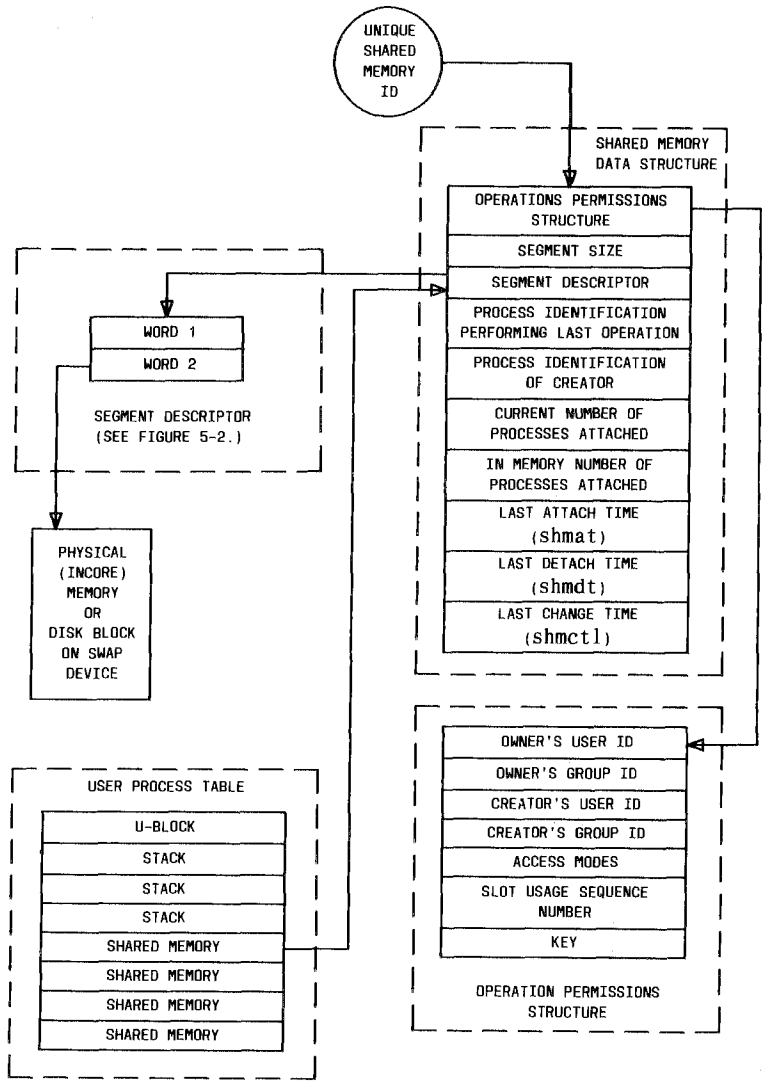 UNIQUE
SHARED
MEMORY
ID
SHARED MEMORY
DATA STRUCTURE
OPERATIONS PERMISSIONS
STRUCTURE
SEGMENT SIZE
SEGMENT DESCRIPTOR
PROCESS IDENTIFICATION
PERFORMING LAST OPERATION
PROCESS IDENTIFICATION
OF CREATOR
CURRENT NUMBER OF
PROCESSES ATTACHED
IN MEMORY NUMBER OF
PROCESSES ATTACHED
LAST ATTACH TIME
(shmat)
LAST DETACH TIME
(shmdt)
LAST CHANGE TIME
(shmctl)
WORD 1
WORD 2
SEGMENT DESCRIPTOR
(SEE FIGURE 5-2.)
PHYSICAL
(INCORE)
MEMORY
OR
DISK BLOCK
ON SWAP
DEVICE
OWNER'S USER ID
OWNER'S GROUP ID
CREATOR'S USER ID
CREATOR'S GROUP ID
ACCESS MODES
SLOT USAGE SEQUENCE
NUMBER
KEY
OPERATION PERMISSIONS
STRUCTURE
USER PROCESS TABLE
U-BLOCK
STACK
STACK
STACK
SHARED MEMORY
SHARED MEMORY
SHARED MEMORY
SHARED MEMORY